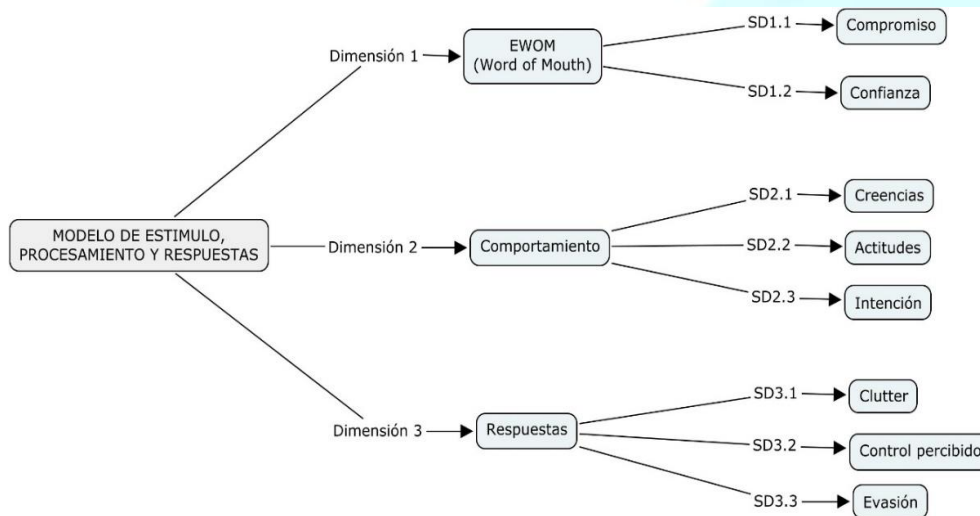 MODELO DE ESTIMULO,
PROCESAMIENTO Y RESPUESTAS
Dimensión 1
EWOM
(Word of Mouth)
SD1.1
Compromiso
SD1.2
Confianza
Dimensión 2
Comportamiento
SD2.1
Creencias
SD2.2
Actitudes
SD2.3
Intención
Dimensión 3
Respuestas
SD3.1
Clutter
SD3.2
Control percibido
SD3.3
Evasión